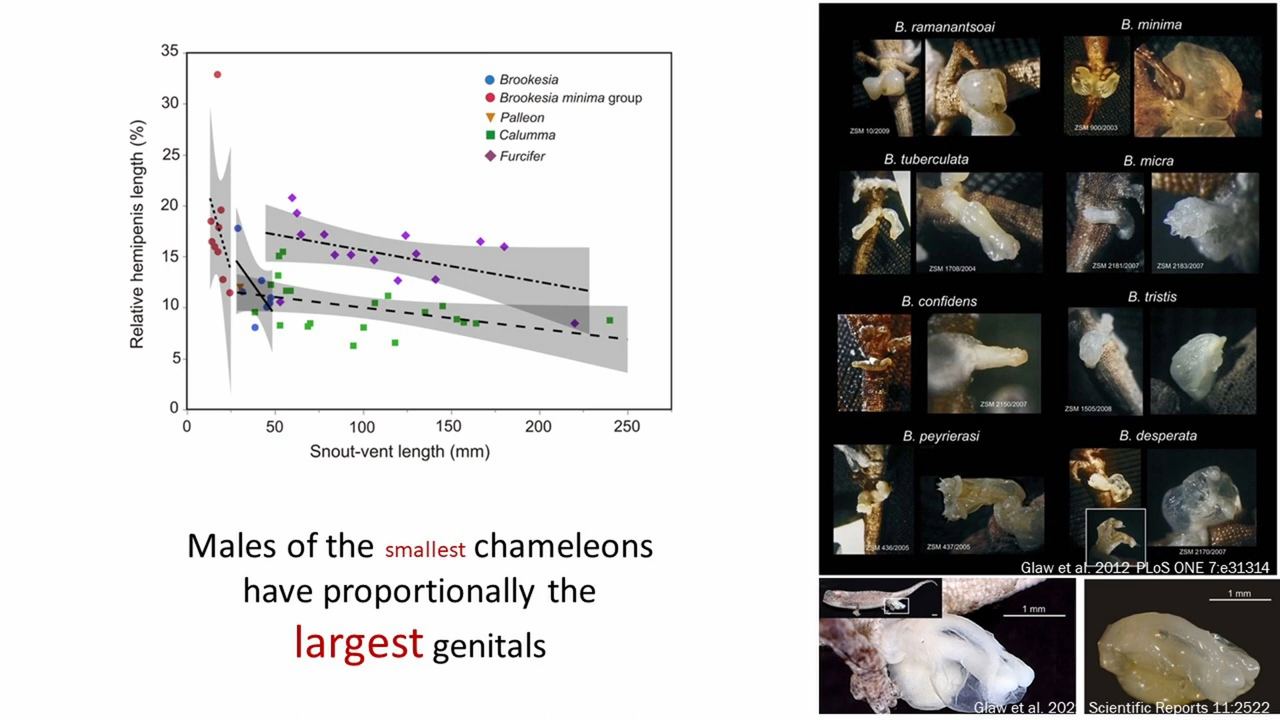 35
30
25
20
15
10
5
0
Relative hemipenis length (%)
0 50 100 150 200 250
Snout-vent length (mm)
Brookesia
Brookesia minima group
Palleon
Calumma
Furcifer
Males of the smallest chameleons
have proportionally the
largest genitals
B. ramanantsoai
B. minima
ZSM 10/2009
ZSM 900/2003
B. tuberculata
B. micra
ZSM 1708/2004
ZSM 2181/2007
ZSM 2183/2007
B. confidens
B. tristis
ZSM 2150/2007
ZSM 1505/2008
B. peyrierasi
B. desperata
ZSM 436/2005
ZSM 437/2005
ZSM 2170/2007
Glaw et al. 2012 PLoS ONE 7:e31314
1 mm
1 mm
Glaw et al. 202
Scientific Reports 11:2522